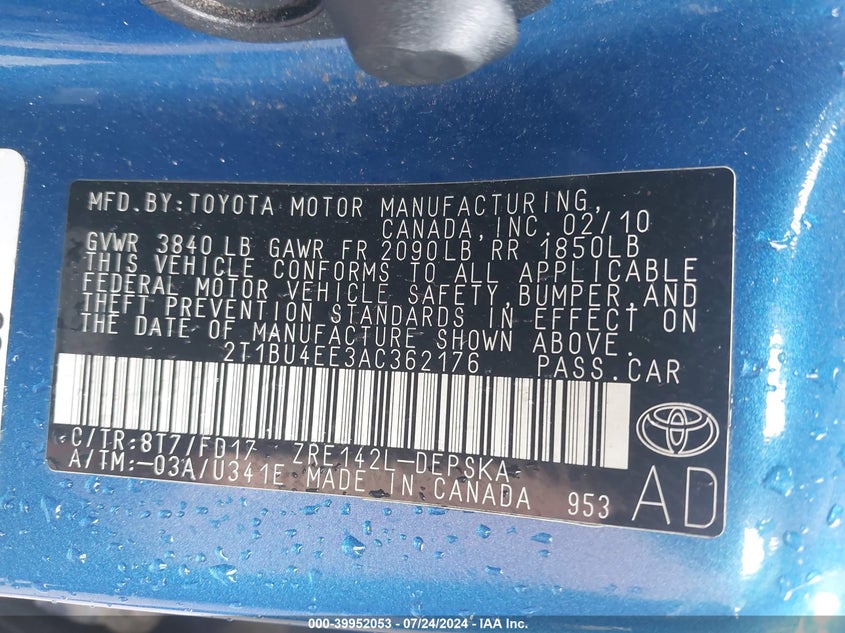 MFD.BY:TOYOTA MOTOR MANUFACTURING,
CANADA,INC. 02/10
GVWR 3840 LB GAWR FR 2090LB RR 1850LB
THIS VEHICLE CONFORMS TO ALL APPLICABLE
FEDERAL MOTOR VEHICLE SAFETY,BUMPER,AND
THEFT PREVENTION STANDARDS IN EFFECT ON
THE DATE OF MANUFACTURE SHOWN ABOVE.
2T1BU4EE3AC362176 PASS.CAR
C/TR:8T7/FD17 ZRE142L-DEPSKA
A/TM:-03A/U341E MADE IN CANADA 953
AD
000-39952053 - 07/24/2024 - IAA Inc.